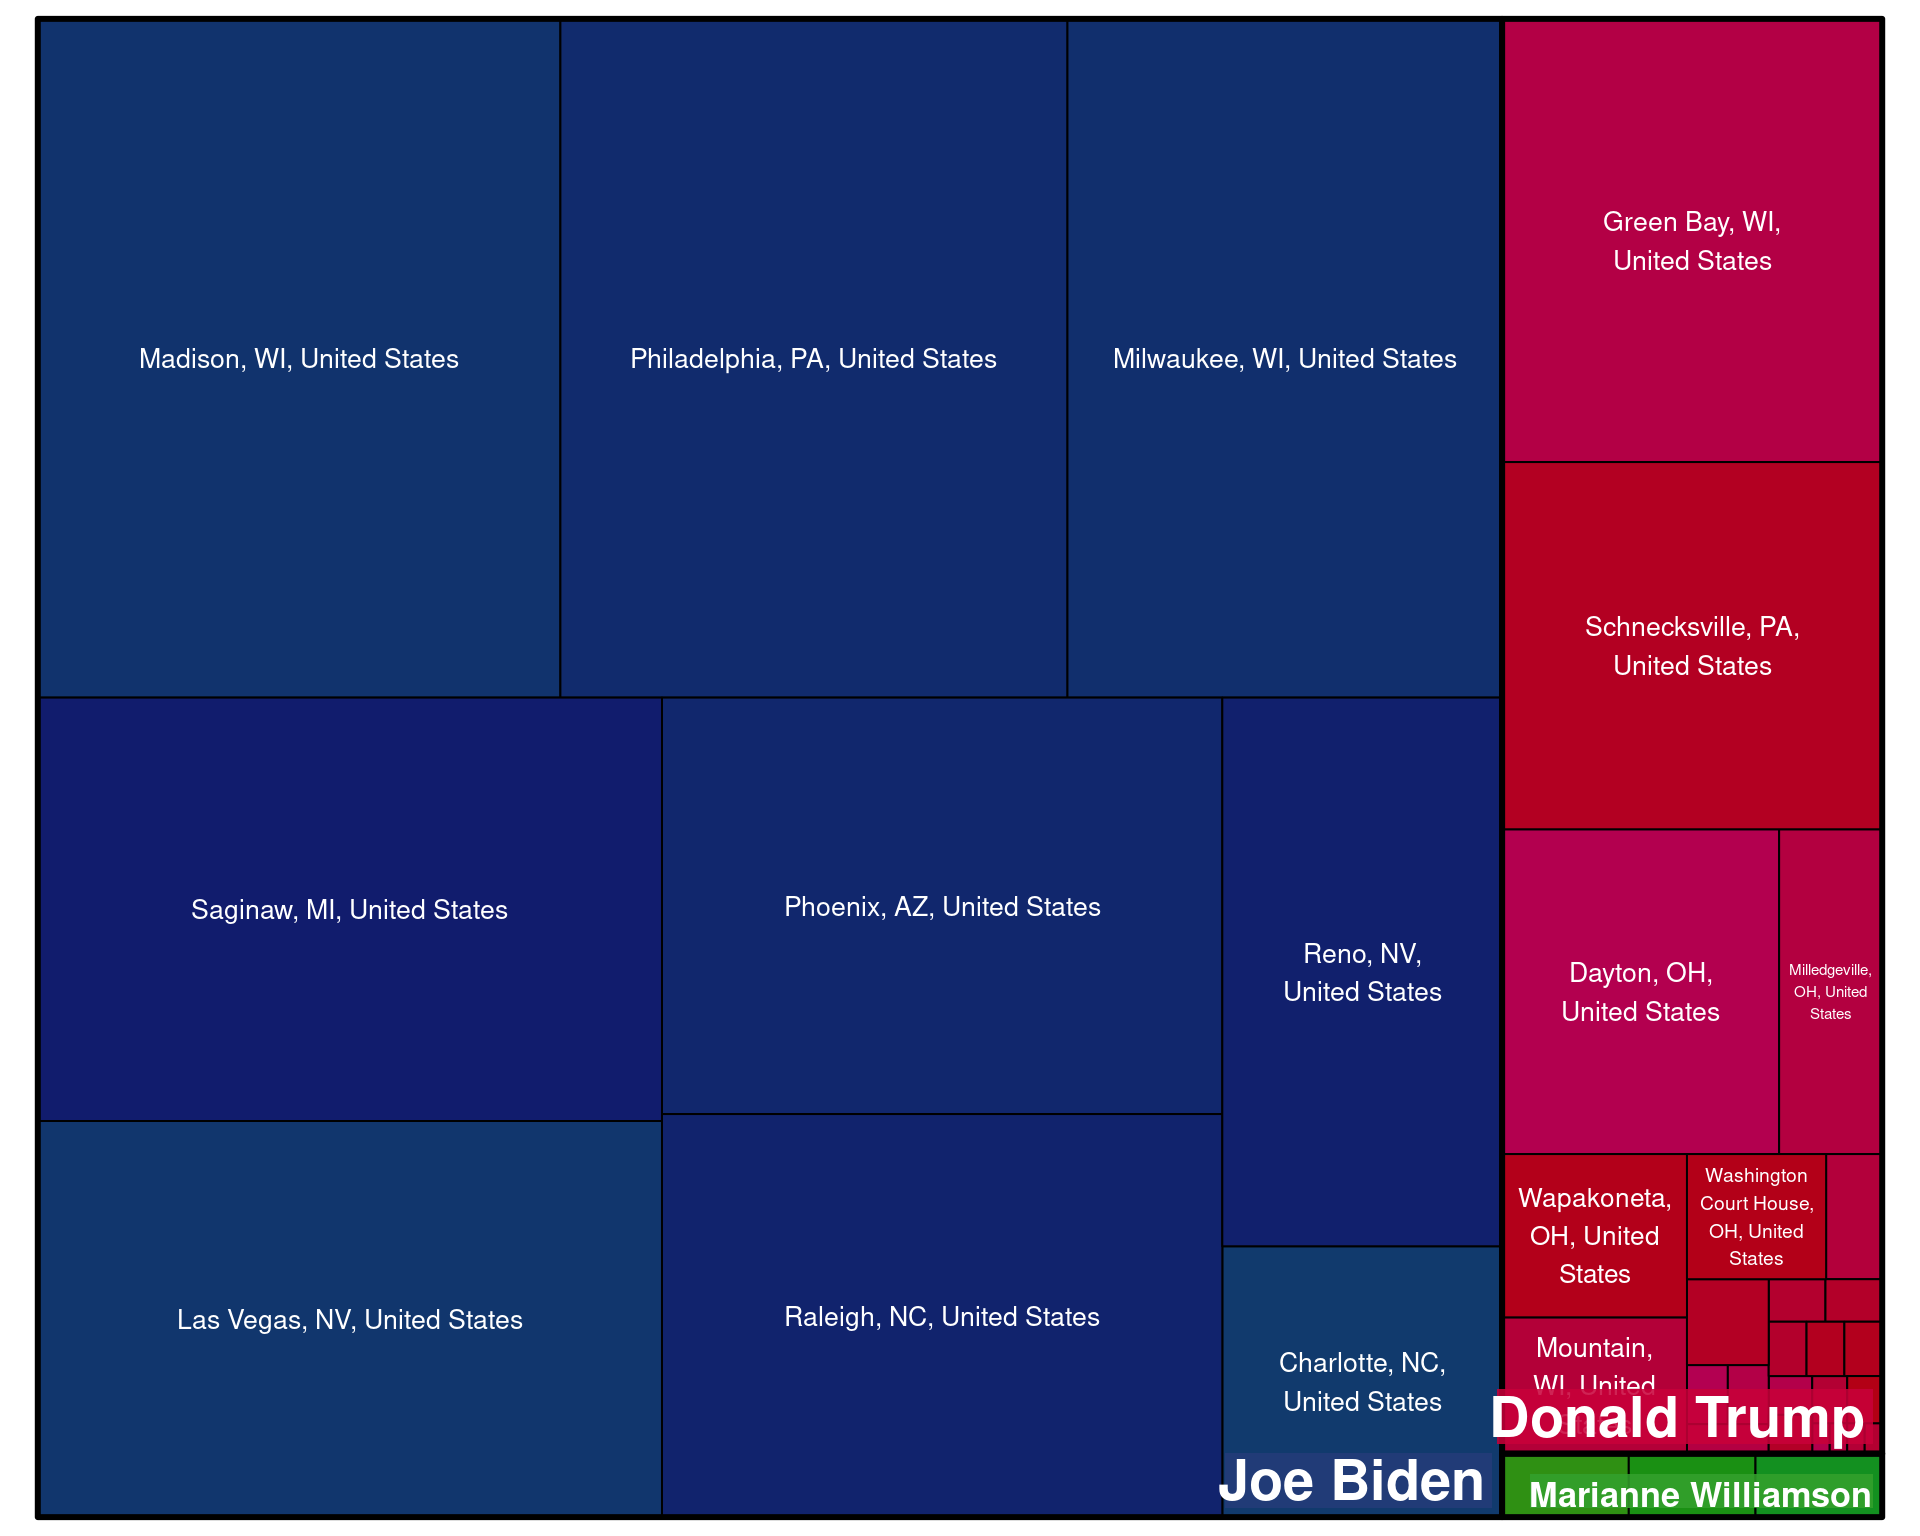 Madison, WI, United States
Philadelphia, PA, United States
Milwaukee, WI, United States
Green Bay, WI,
United States
Schnecksville, PA,
United States
Saginaw, MI, United States
Phoenix, AZ, United States
Reno, NV,
United States
Dayton, OH,
United States
Milledgeville,
OH, United
States
Wapakoneta,
OH, United
States
Washington
Court House,
OH, United
States
Las Vegas, NV, United States
Raleigh, NC, United States
Charlotte, NC,
United States
Mountain,
WI, United
Donald Trump
Joe Biden
Marianne Williamson